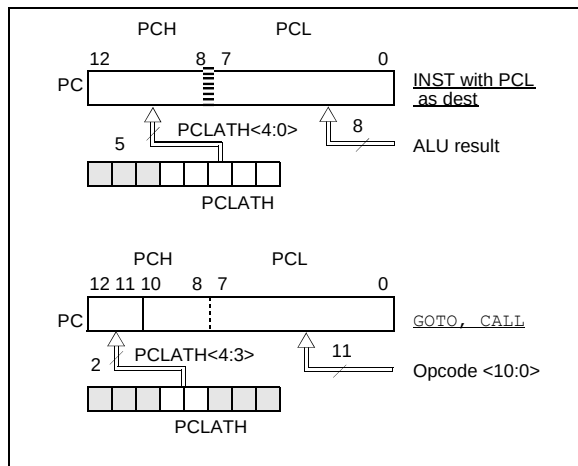 PCH PCL
12 8 7 0
PC
INST with PCL
as dest
5 PCLATH<4:0> 8
ALU result
PCLATH
PCH PCL
12 11 10 8 7 0
PC
GOTO, CALL
2 PCLATH<4:3> 11
Opcode <10:0>
PCLATH